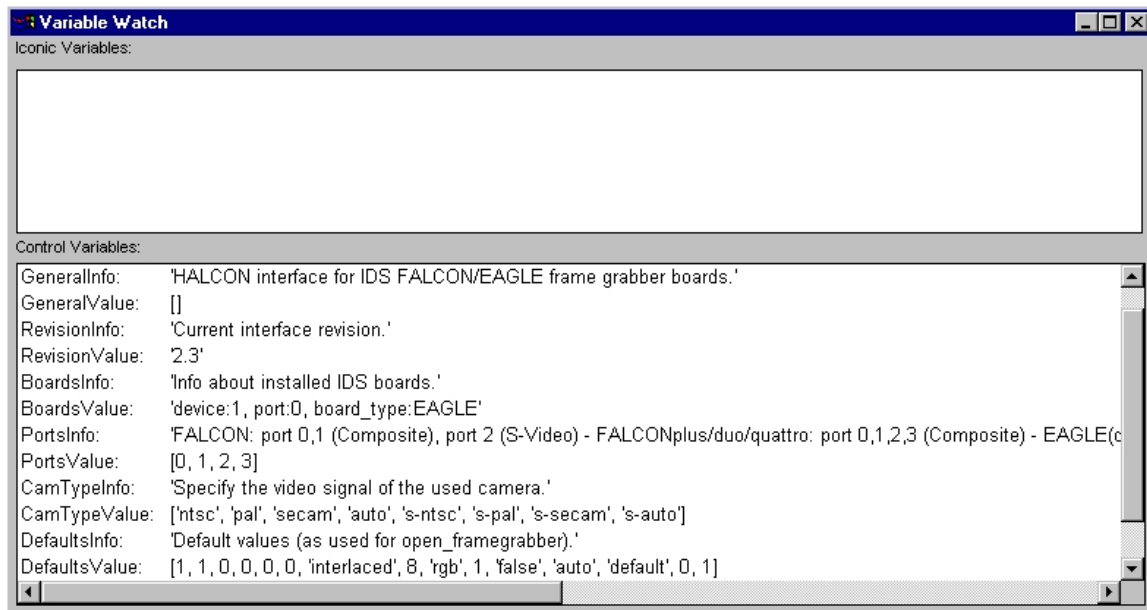 Variable Watch
Iconic Variables:
Control Variables:
GeneralInfo: 'HALCON interface for IDS FALCON/EAGLE frame grabber boards.'
GeneralValue: []
RevisionInfo: 'Current interface revision.'
RevisionValue: '2.3'
BoardsInfo: 'Info about installed IDS boards.'
BoardsValue: 'device:1, port:0, board_type:EAGLE'
PortsInfo: 'FALCON: port 0,1 (Composite), port 2 (S-Video) - FALCONplus/duo/quattro: port 0,1,2,3 (Composite) - EAGLE(c
PortsValue: [0, 1, 2, 3]
CamTypeInfo: 'Specify the video signal of the used camera.'
CamTypeValue: ['ntsc', 'pal', 'secam', 'auto', 's-ntsc', 's-pal', 's-secam', 's-auto']
DefaultsInfo: 'Default values (as used for open_framegrabber).'
DefaultsValue: [1, 1, 0, 0, 0, 0, 'interlaced', 8, 'rgb', 1, 'false', 'auto', 'default', 0, 1]